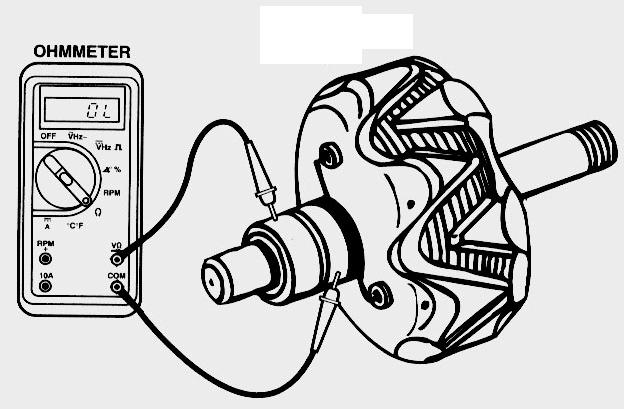 OHMMETER
OL
OFF V̅Hz~
V̅Hz ⎍
∡ %
RPM
Ω
°C°F
A
RPM
+
VΩ
10A
COM